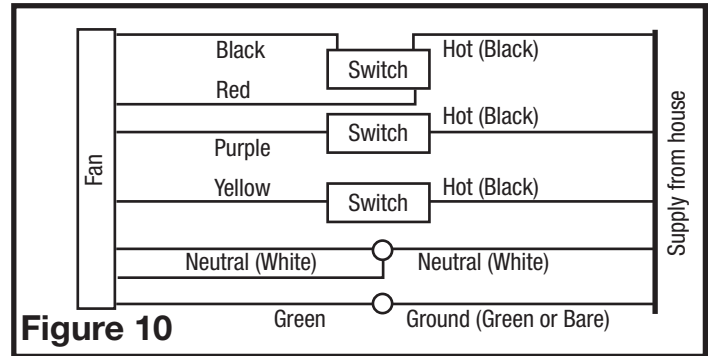 Black
Hot (Black)
Switch
Red
Hot (Black)
Switch
Purple
Yellow
Hot (Black)
Switch
Neutral (White)
Neutral (White)
Green
Ground (Green or Bare)
Fan
Supply from house
Figure 10